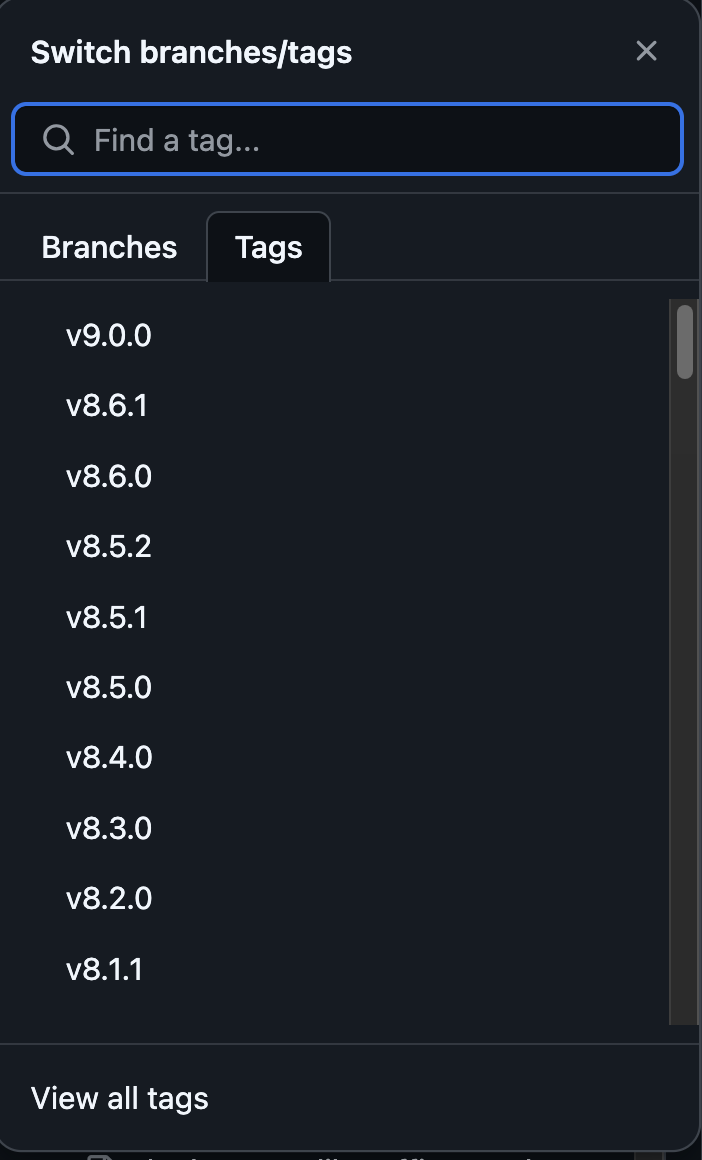 Switch branches/tags
Find a tag...
Branches Tags
v9.0.0
v8.6.1
v8.6.0
v8.5.2
v8.5.1
v8.5.0
v8.4.0
v8.3.0
v8.2.0
v8.1.1
View all tags